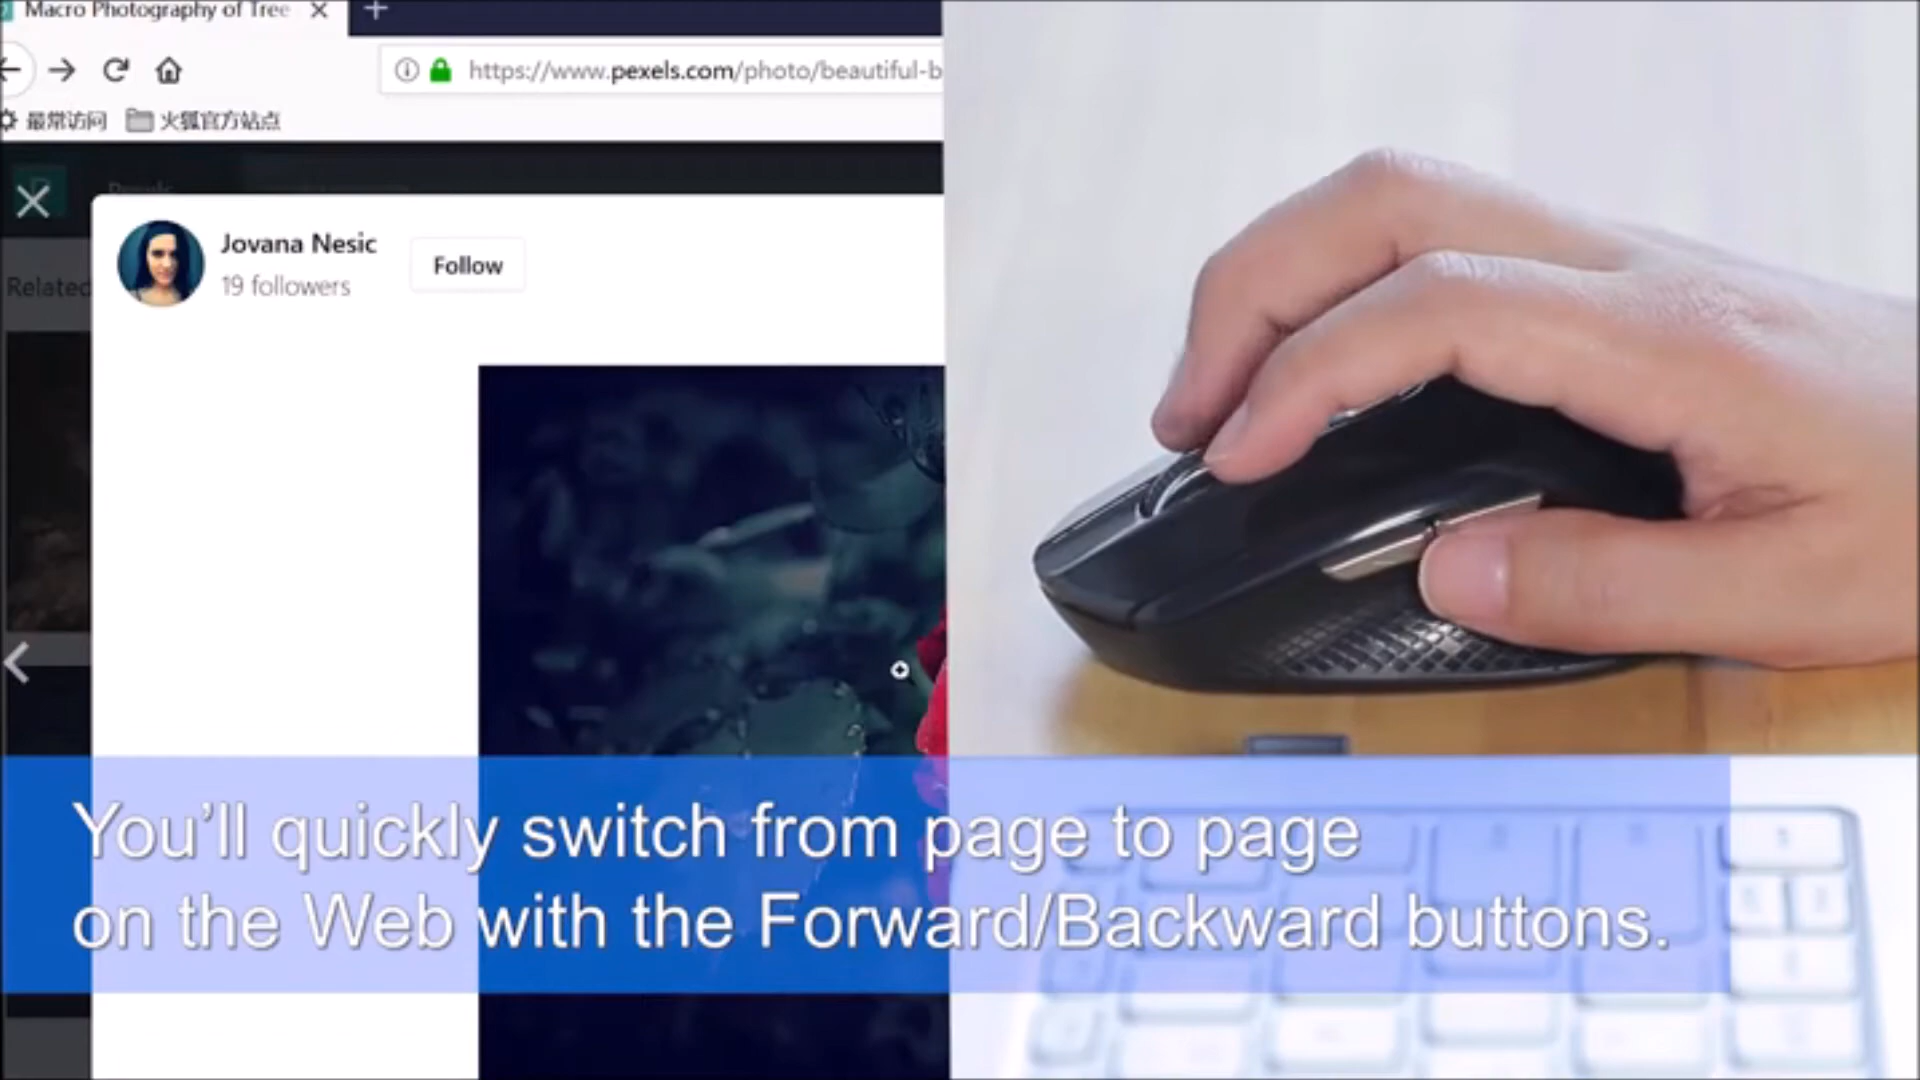 Macro Photography of Tree
https://www.pexels.com/photo/beautiful-b
最常访问 火狐官方站点
Pexels
Jovana Nesic
Follow
19 followers
Related
You'll quickly switch from page to page
on the Web with the Forward/Backward buttons.